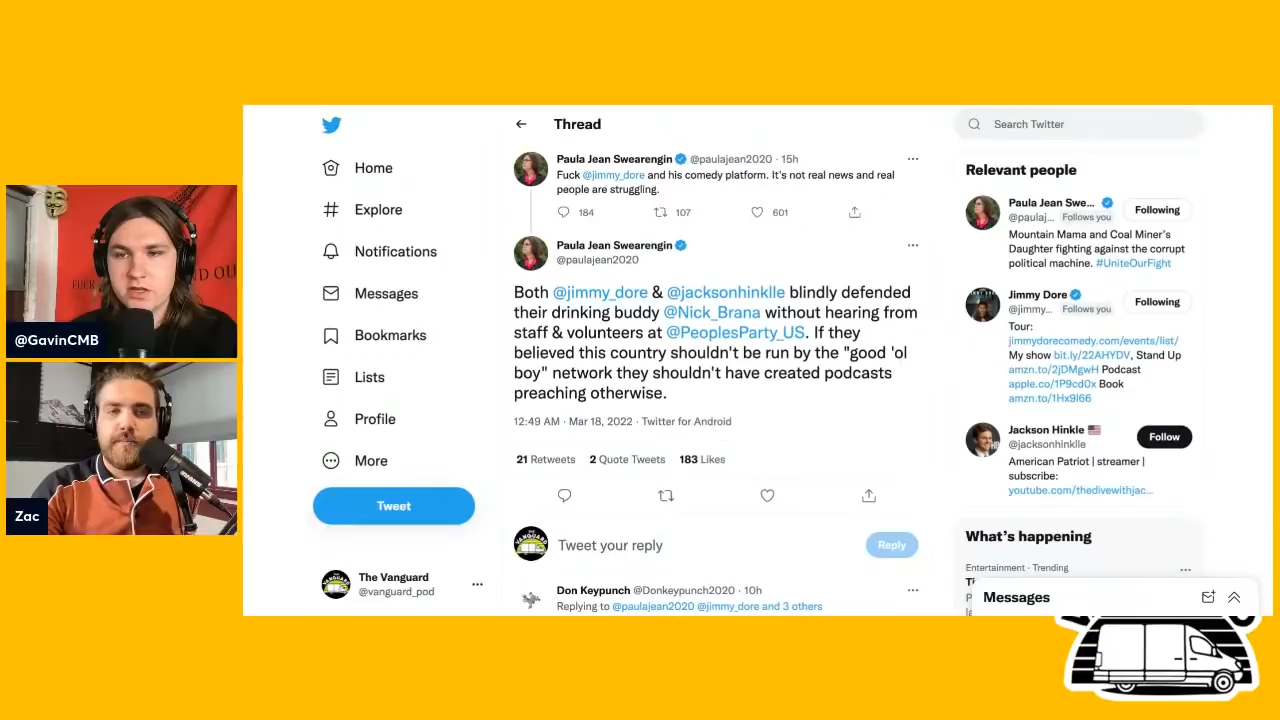 FUCK
D OU
@GavinCMB
Zac
Home
Explore
Notifications
Messages
Bookmarks
Lists
Profile
More
Tweet
The Vanguard
@vanguard_pod
Thread
Paula Jean Swearengin @paulajean2020 · 15h
Fuck @jimmy_dore and his comedy platform. It's not real news and real
people are struggling.
184 107 601
Paula Jean Swearengin
@paulajean2020
Both @jimmy_dore & @jacksonhinklle blindly defended
their drinking buddy @Nick_Brana without hearing from
staff & volunteers at @PeoplesParty_US. If they
believed this country shouldn't be run by the "good 'ol
boy" network they shouldn't have created podcasts
preaching otherwise.
12:49 AM · Mar 18, 2022 · Twitter for Android
21 Retweets 2 Quote Tweets 183 Likes
THE VANGUARD
Tweet your reply
Reply
Don Keypunch @Donkeypunch2020 · 10h
Replying to @paulajean2020 @jimmy_dore and 3 others
Search Twitter
Relevant people
Paula Jean Swe...
@paulaj... Follows you
Following
Mountain Mama and Coal Miner's
Daughter fighting against the corrupt
political machine. #UniteOurFight
Jimmy Dore
@jimmy... Follows you
Following
Tour:
jimmydorecomedy.com/events/list/
My show bit.ly/22AHYDV, Stand Up
amzn.to/2jDMgwH Podcast
apple.co/1P9cd0x Book
amzn.to/1Hx9I66
Jackson Hinkle
@jacksonhinklle
Follow
American Patriot | streamer |
subscribe:
youtube.com/thedivewithjac...
What's happening
Entertainment · Trending
Messages